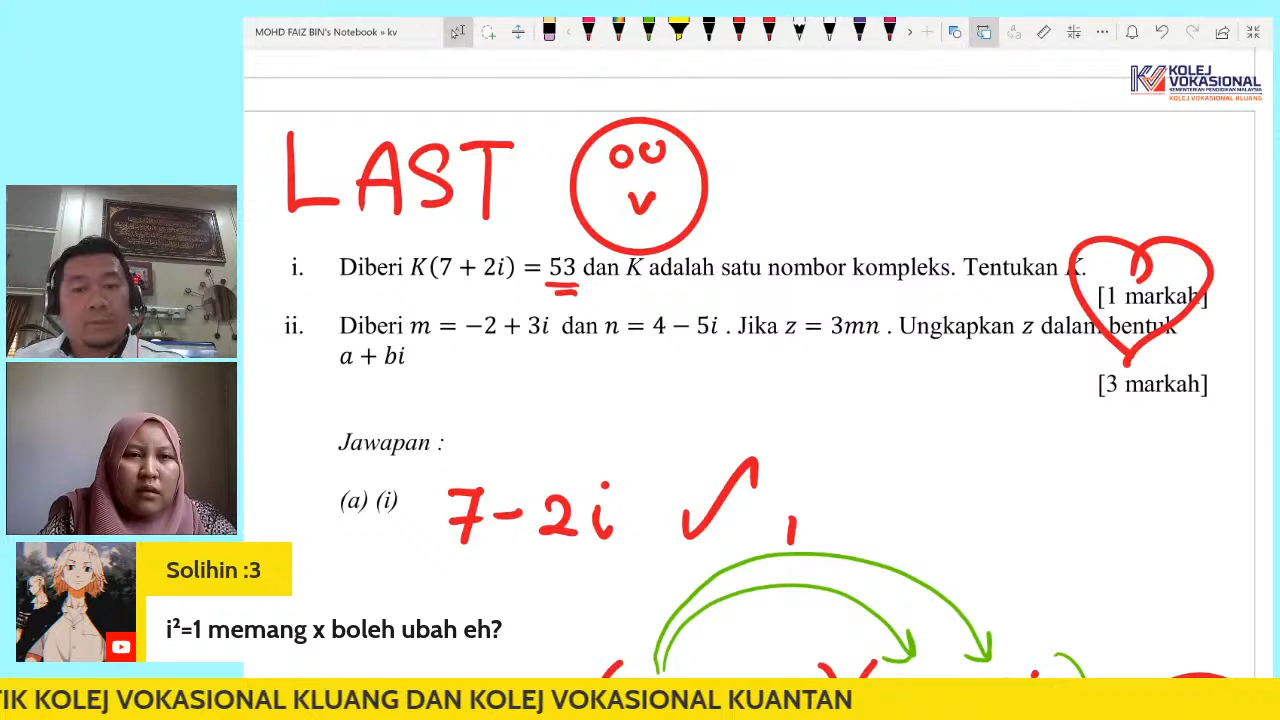 MOHD FAIZ BIN's Notebook » kv
KOLEJ
VOKASIONAL
KEMENTERIAN PENDIDIKAN MALAYSIA
KOLEJ VOKASIONAL KLUANG
LAST
i. Diberi K(7 + 2i) = 53 dan K adalah satu nombor kompleks. Tentukan K.
[1 markah]
ii. Diberi m = −2 + 3i dan n = 4 − 5i . Jika z = 3mn . Ungkapkan z dalam bentuk
a + bi
[3 markah]
Jawapan :
(a) (i) 7 - 2i ✓ 1
Solihin :3
i²=1 memang x boleh ubah eh?
TIK KOLEJ VOKASIONAL KLUANG DAN KOLEJ VOKASIONAL KUANTAN